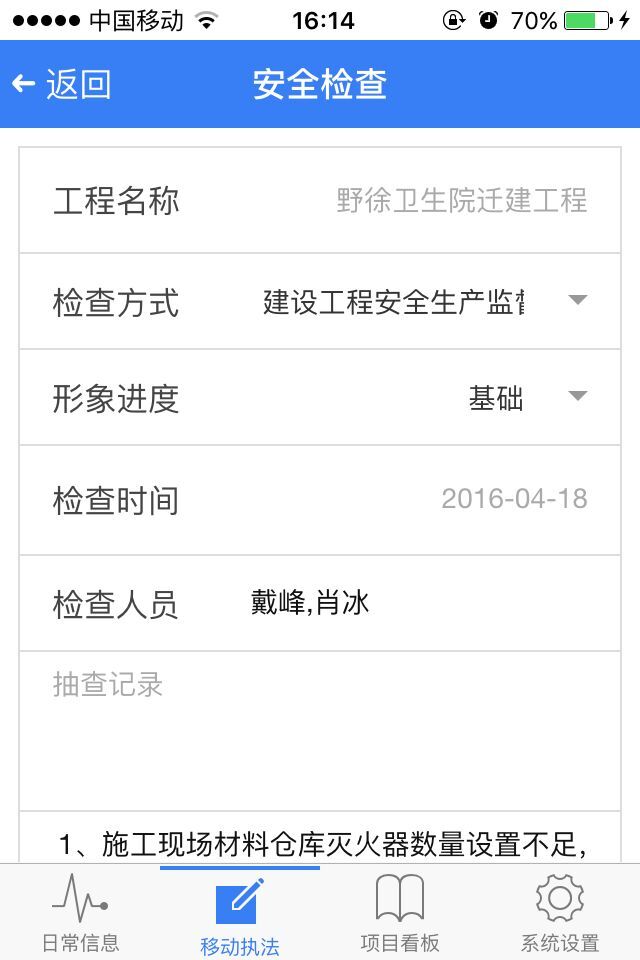 中国移动 16:14 70%
返回 安全检查
工程名称 野徐卫生院迁建工程
检查方式 建设工程安全生产监督
形象进度 基础
检查时间 2016-04-18
检查人员 戴峰,肖冰
抽查记录
1、施工现场材料仓库灭火器数量设置不足,
日常信息 移动执法 项目看板 系统设置